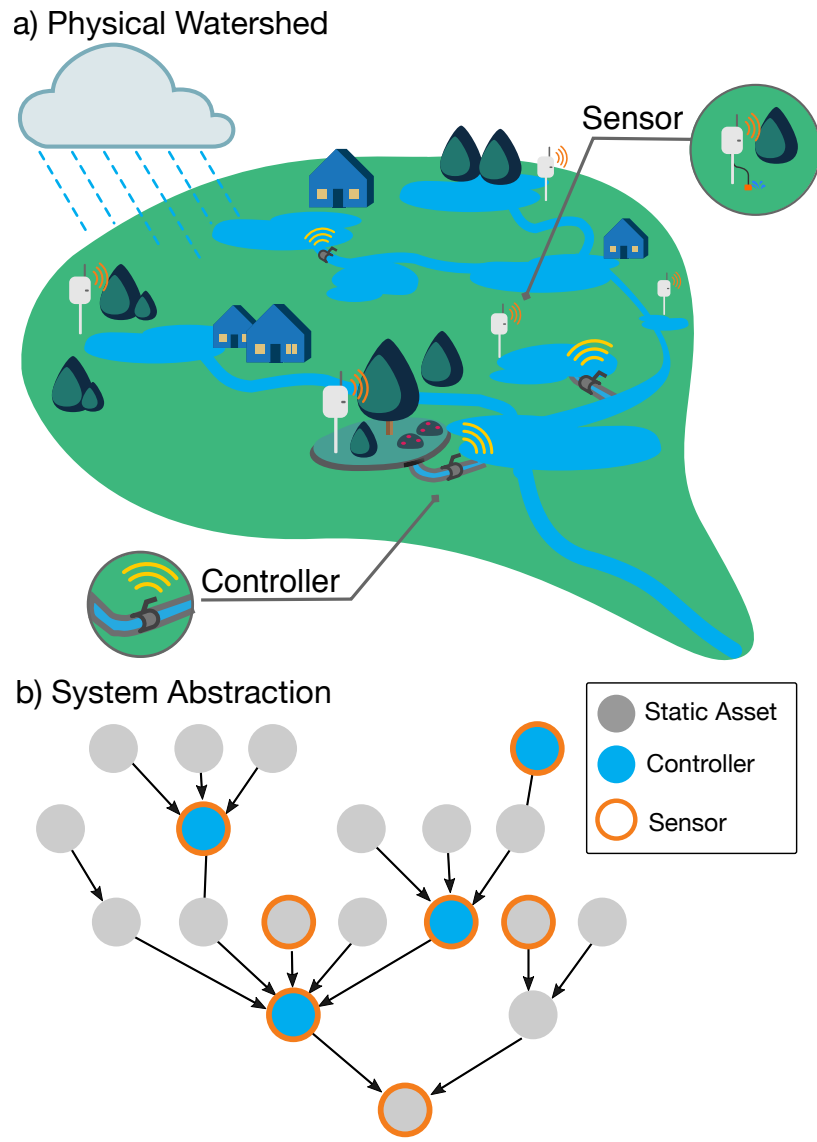 a) Physical Watershed
Sensor
Controller
b) System Abstraction
Static Asset
Controller
Sensor